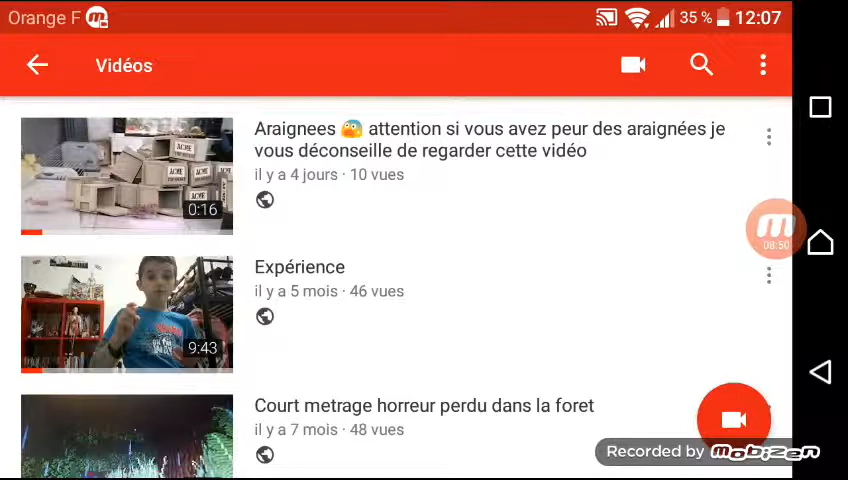 Orange F
35 %
12:07
Vidéos
Araignees 😨 attention si vous avez peur des araignées je
vous déconseille de regarder cette vidéo
il y a 4 jours · 10 vues
ACME
ACME
ACME
ACME
0:16
08:50
Expérience
il y a 5 mois · 46 vues
9:43
Court metrage horreur perdu dans la foret
il y a 7 mois · 48 vues
Recorded by Mobizen